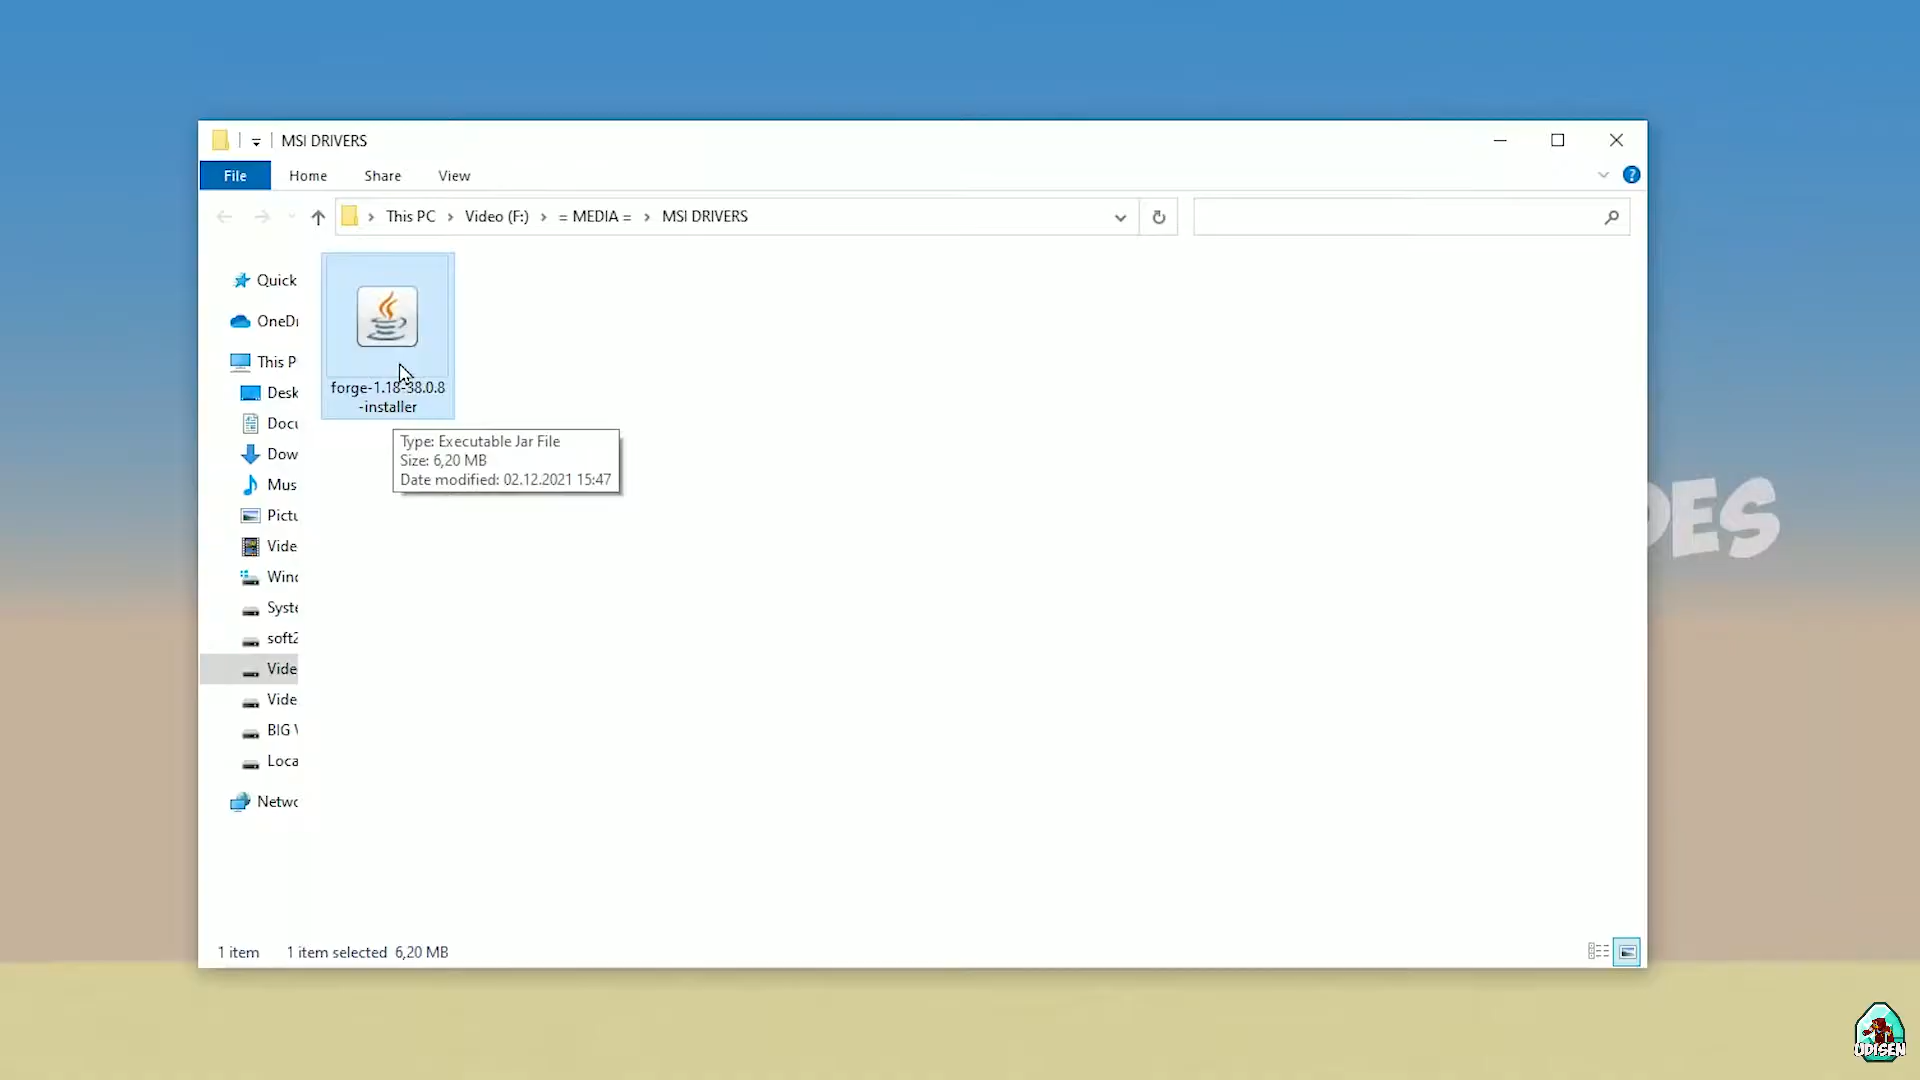 MSI DRIVERS
File Home Share View
This PC > Video (F:) > = MEDIA = > MSI DRIVERS
Quick
OneDr
This P
Desk
Docu
Dow
Mus
Pictu
Vide
Wind
Syste
soft2
Vide
Vide
BIG V
Loca
Netwo
forge-1.18-38.0.8
-installer
Type: Executable Jar File
Size: 6,20 MB
Date modified: 02.12.2021 15:47
DES
1 item 1 item selected 6,20 MB
UDISEN